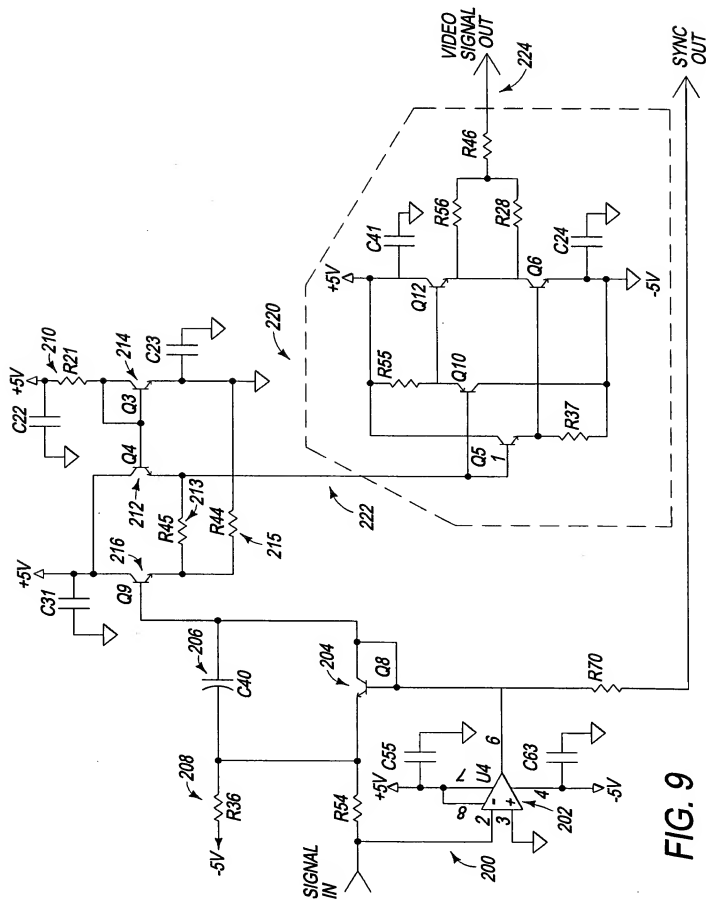 +5V
C22
210
R21
214
Q3
C23
Q4
212
+5V
C31
216
Q9
R45
213
R44
215
220
222
+5V
C41
R55
Q12
Q10
Q5
1
R37
Q6
C24
-5V
R56
R28
R46
VIDEO
SIGNAL
OUT
224
206
C40
204
Q8
208
R36
-5V
R54
SIGNAL
IN
+5V
C55
7
8
U4
2
3
-
+
6
4
202
C63
-5V
200
R70
SYNC
OUT
FIG. 9